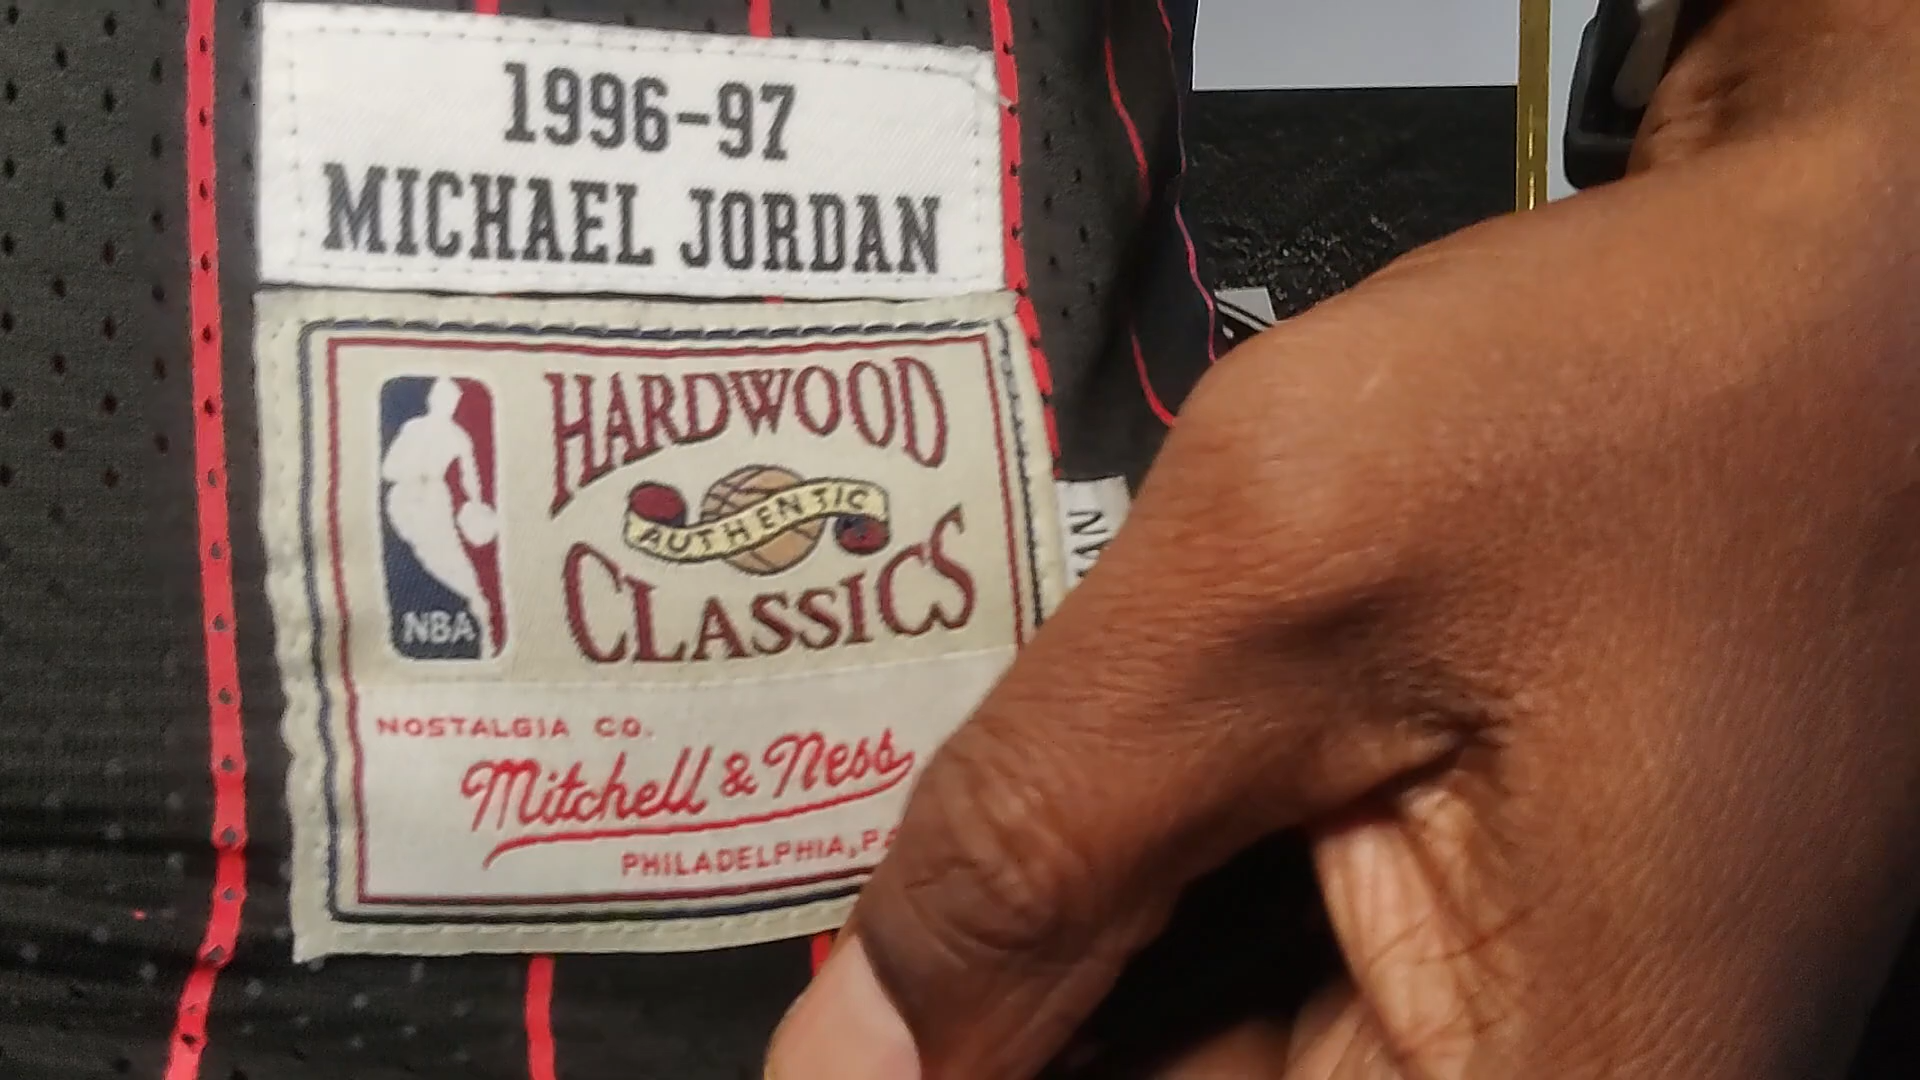 1996-97
MICHAEL JORDAN
HARDWOOD
AUTHENTIC
CLASSICS
NBA
NOSTALGIA CO.
Mitchell & Ness
PHILADELPHIA, PA